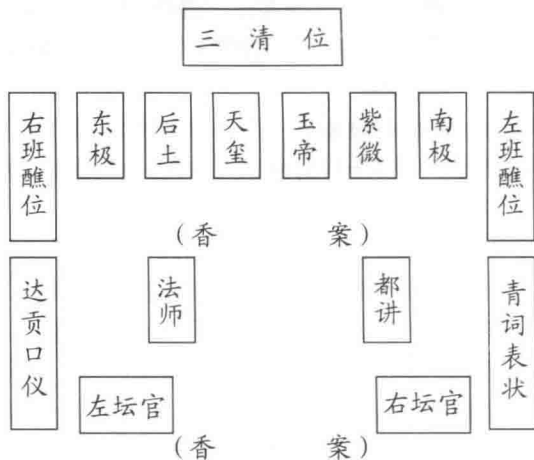 三清位
右班醮位
东极
后土
天玺
玉帝
紫微
南极
左班醮位
（香案）
达贡口仪
法师
都讲
青词表状
左坛官
右坛官
（香案）